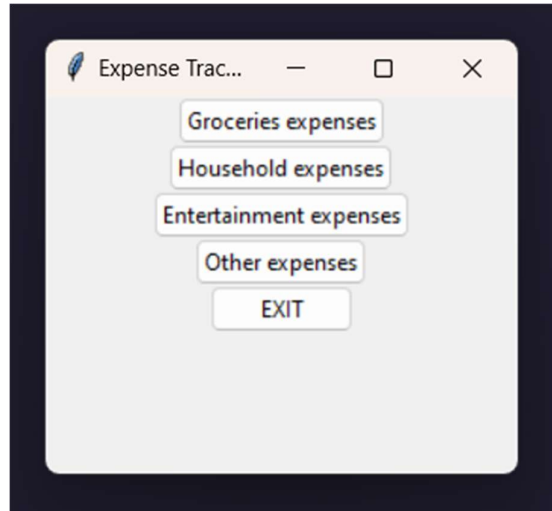 Expense Trac...
Groceries expenses
Household expenses
Entertainment expenses
Other expenses
EXIT